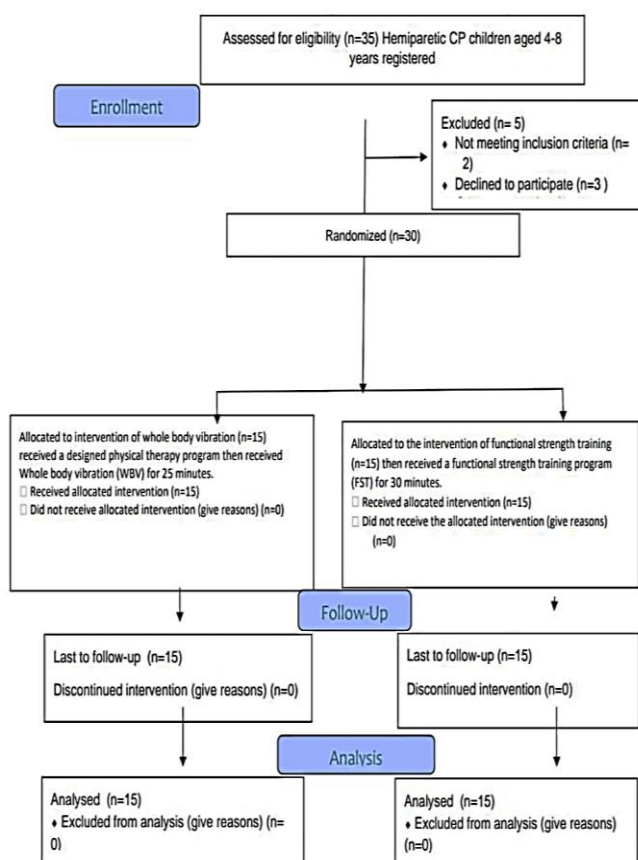 Assessed for eligibility (n=35) Hemiparetic CP children aged 4-8
years registered
Enrollment
Excluded (n= 5)
♦ Not meeting inclusion criteria (n=
2)
♦ Declined to participate (n=3 )
Randomized (n=30)
Allocated to intervention of whole body vibration (n=15)
received a designed physical therapy program then received
Whole body vibration (WBV) for 25 minutes.
□ Received allocated intervention (n=15)
□ Did not receive allocated intervention (give reasons) (n=0)
Allocated to the intervention of functional strength training
(n=15) then received a functional strength training program
(FST) for 30 minutes.
□ Received allocated intervention (n=15)
□ Did not receive the allocated intervention (give reasons)
(n=0)
Follow-Up
Last to follow-up (n=15)
Discontinued intervention (give reasons) (n=0)
Last to follow-up (n=15)
Discontinued intervention (n=0)
Analysis
Analysed (n=15)
♦ Excluded from analysis (give reasons) (n=
0)
Analysed (n=15)
♦ Excluded from analysis (give reasons)
(n=0)